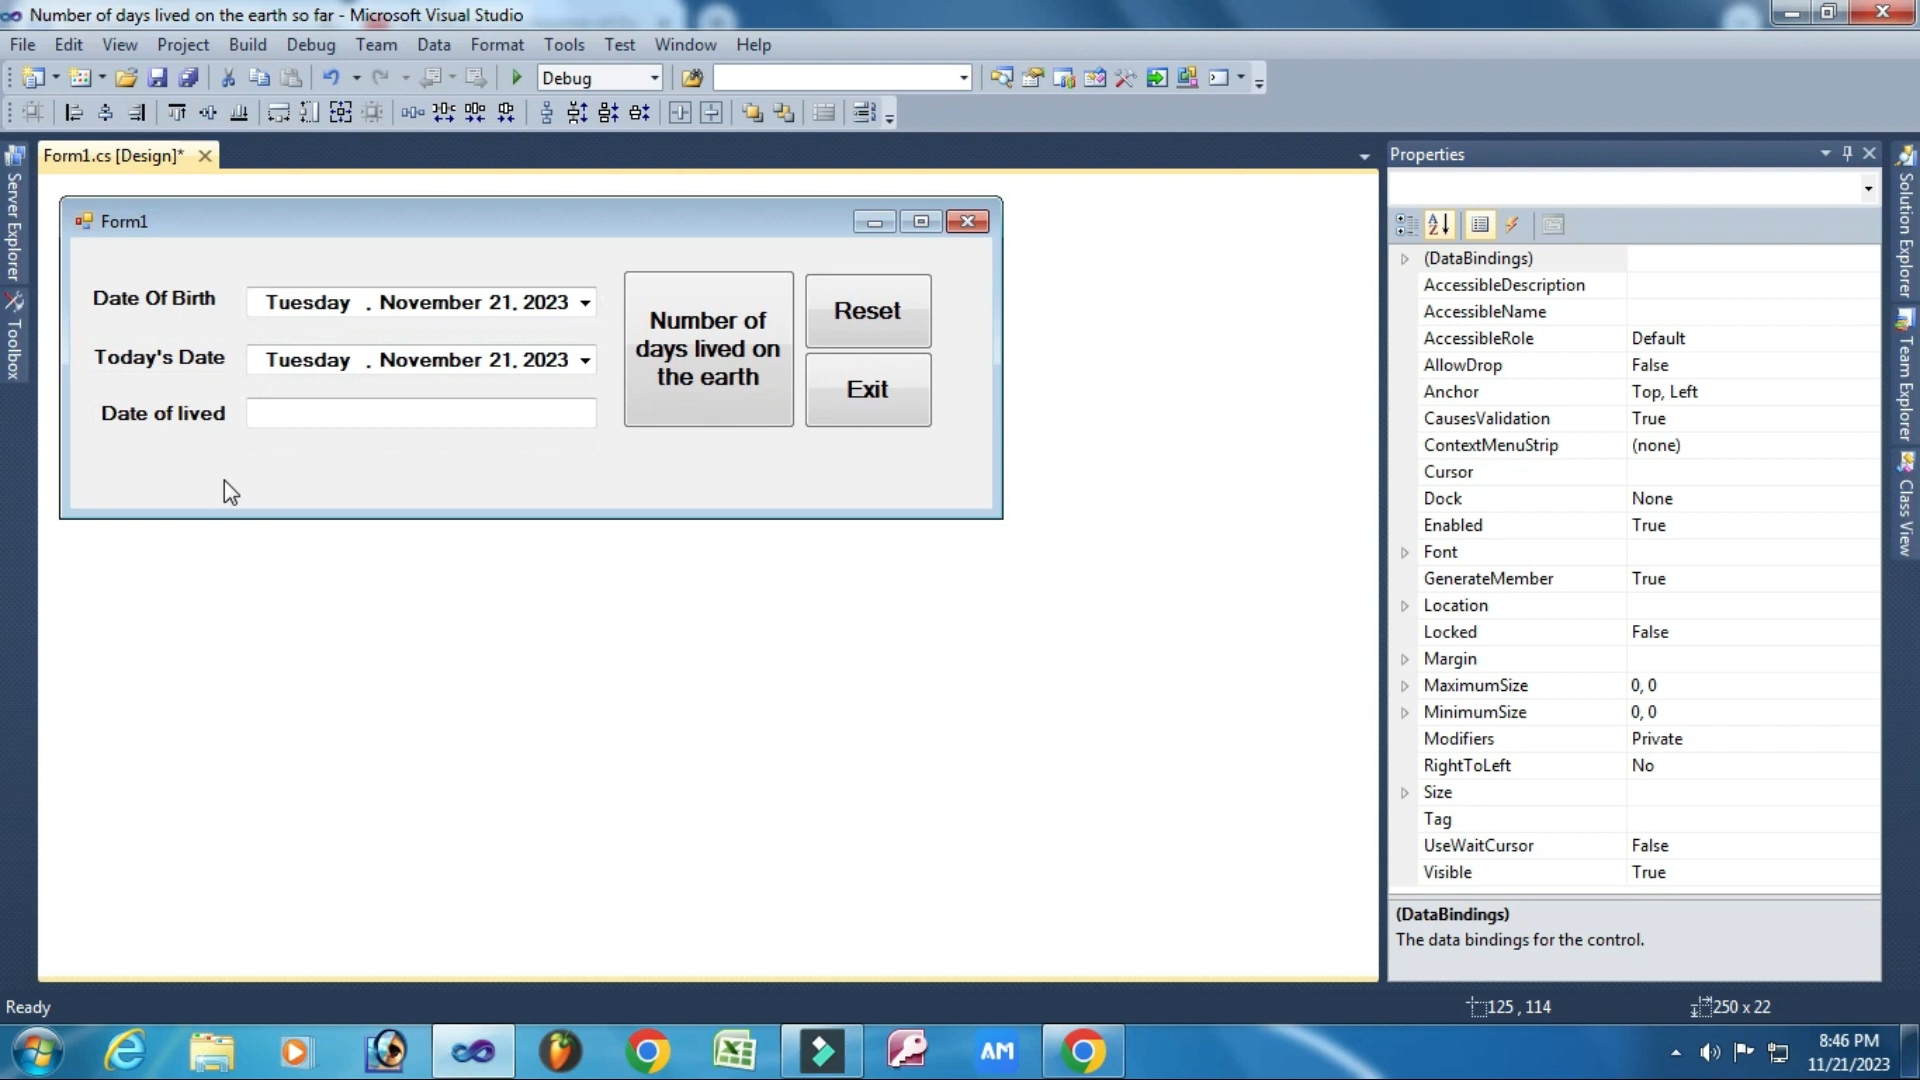 Number of days lived on the earth so far - Microsoft Visual Studio
File Edit View Project Build Debug Team Data Format Tools Test Window Help
Debug
Form1.cs [Design]*
Properties
Server Explorer
Toolbox
Form1
Date Of Birth
Tuesday , November 21, 2023
Today's Date
Tuesday , November 21, 2023
Date of lived
Number of
days lived on
the earth
Reset
Exit
(DataBindings)
AccessibleDescription
AccessibleName
AccessibleRole Default
AllowDrop False
Anchor Top, Left
CausesValidation True
ContextMenuStrip (none)
Cursor
Dock None
Enabled True
Font
GenerateMember True
Location
Locked False
Margin
MaximumSize 0, 0
MinimumSize 0, 0
Modifiers Private
RightToLeft No
Size
Tag
UseWaitCursor False
Visible True
(DataBindings)
The data bindings for the control.
Solution Explorer
Team Explorer
Class View
Ready
125 , 114
250 x 22
AM
8:46 PM
11/21/2023